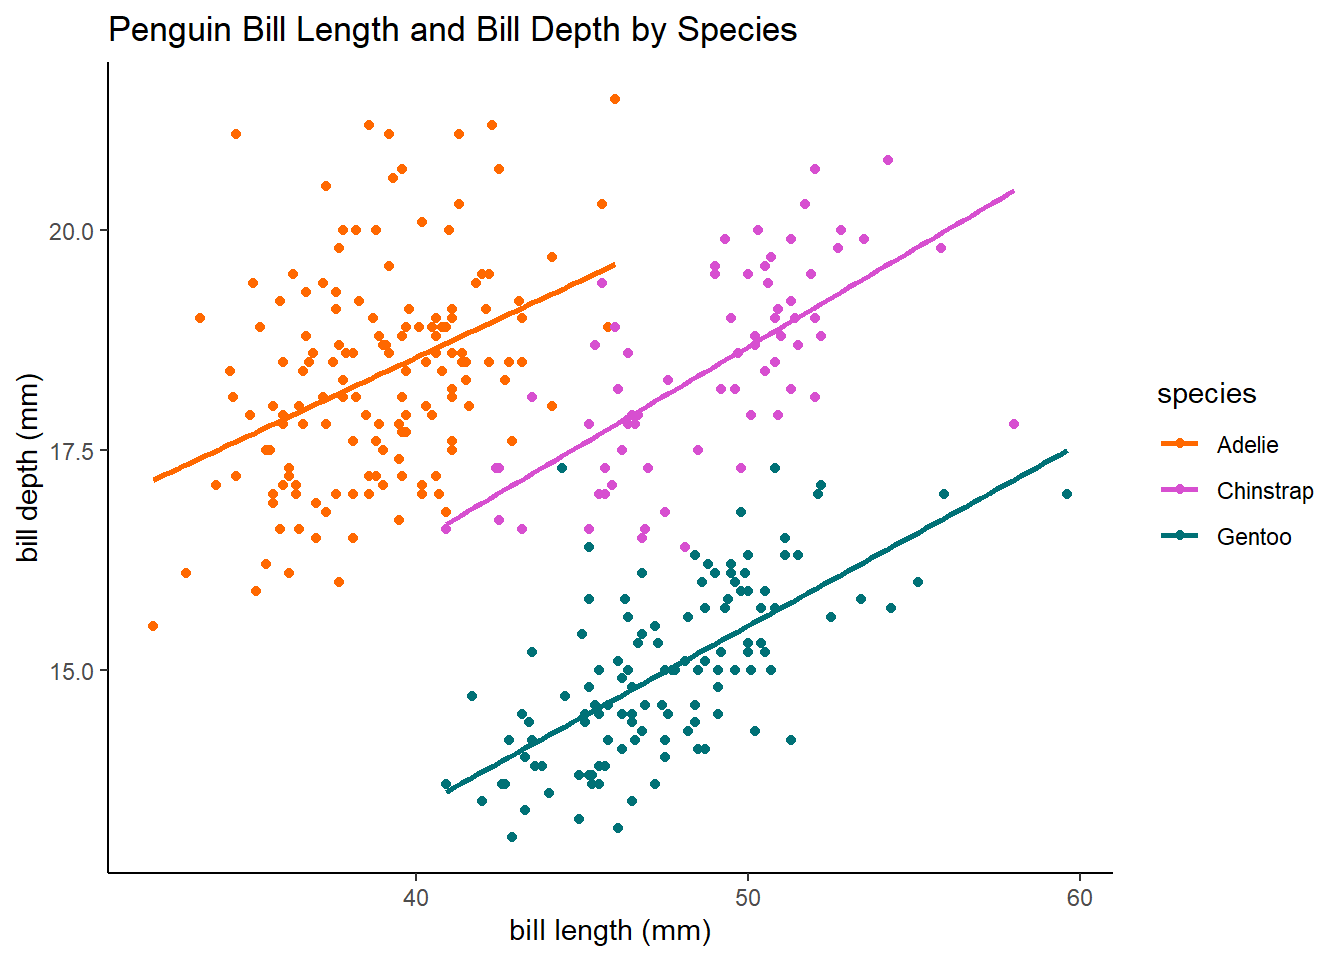 Penguin Bill Length and Bill Depth by Species
bill depth (mm)
20.0
17.5
15.0
40
50
60
bill length (mm)
species
Adelie
Chinstrap
Gentoo